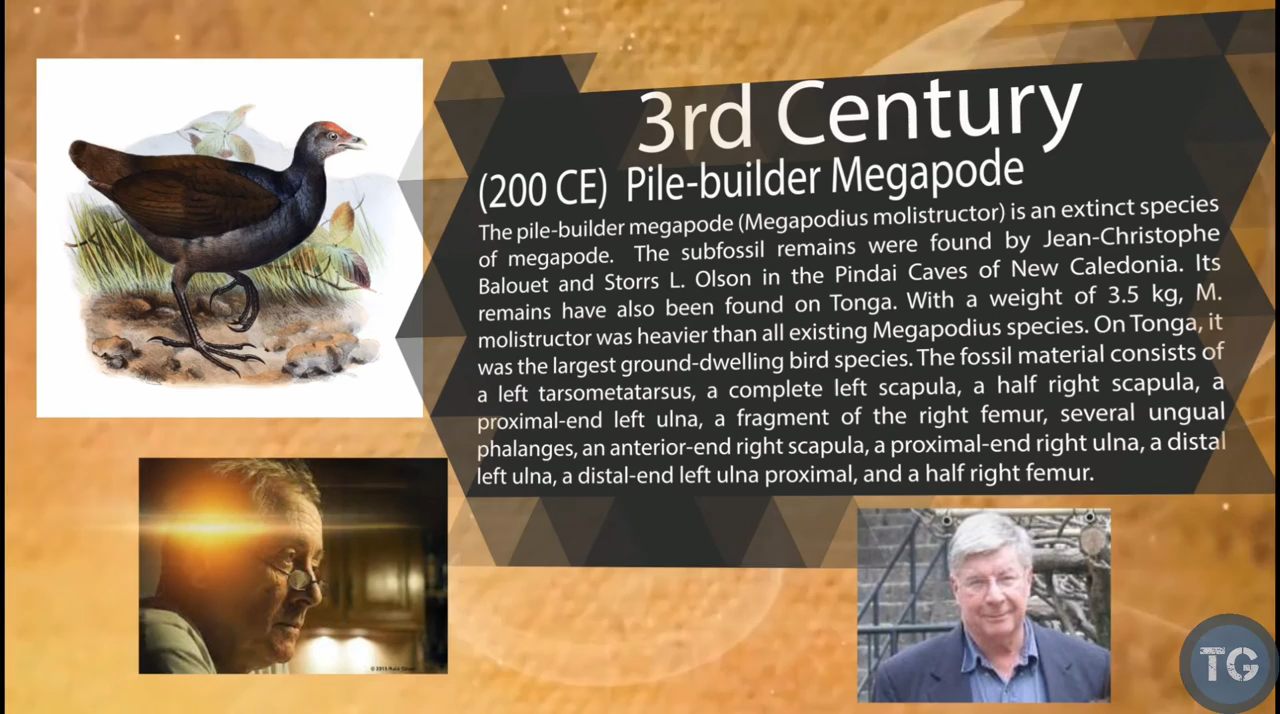 3rd Century
(200 CE) Pile-builder Megapode
The pile-builder megapode (Megapodius molistructor) is an extinct species
of megapode. The subfossil remains were found by Jean-Christophe
Balouet and Storrs L. Olson in the Pindai Caves of New Caledonia. Its
remains have also been found on Tonga. With a weight of 3.5 kg, M.
molistructor was heavier than all existing Megapodius species. On Tonga, it
was the largest ground-dwelling bird species. The fossil material consists of
a left tarsometatarsus, a complete left scapula, a half right scapula, a
proximal-end left ulna, a fragment of the right femur, several ungual
phalanges, an anterior-end right scapula, a proximal-end right ulna, a distal
left ulna, a distal-end left ulna proximal, and a half right femur.
TG